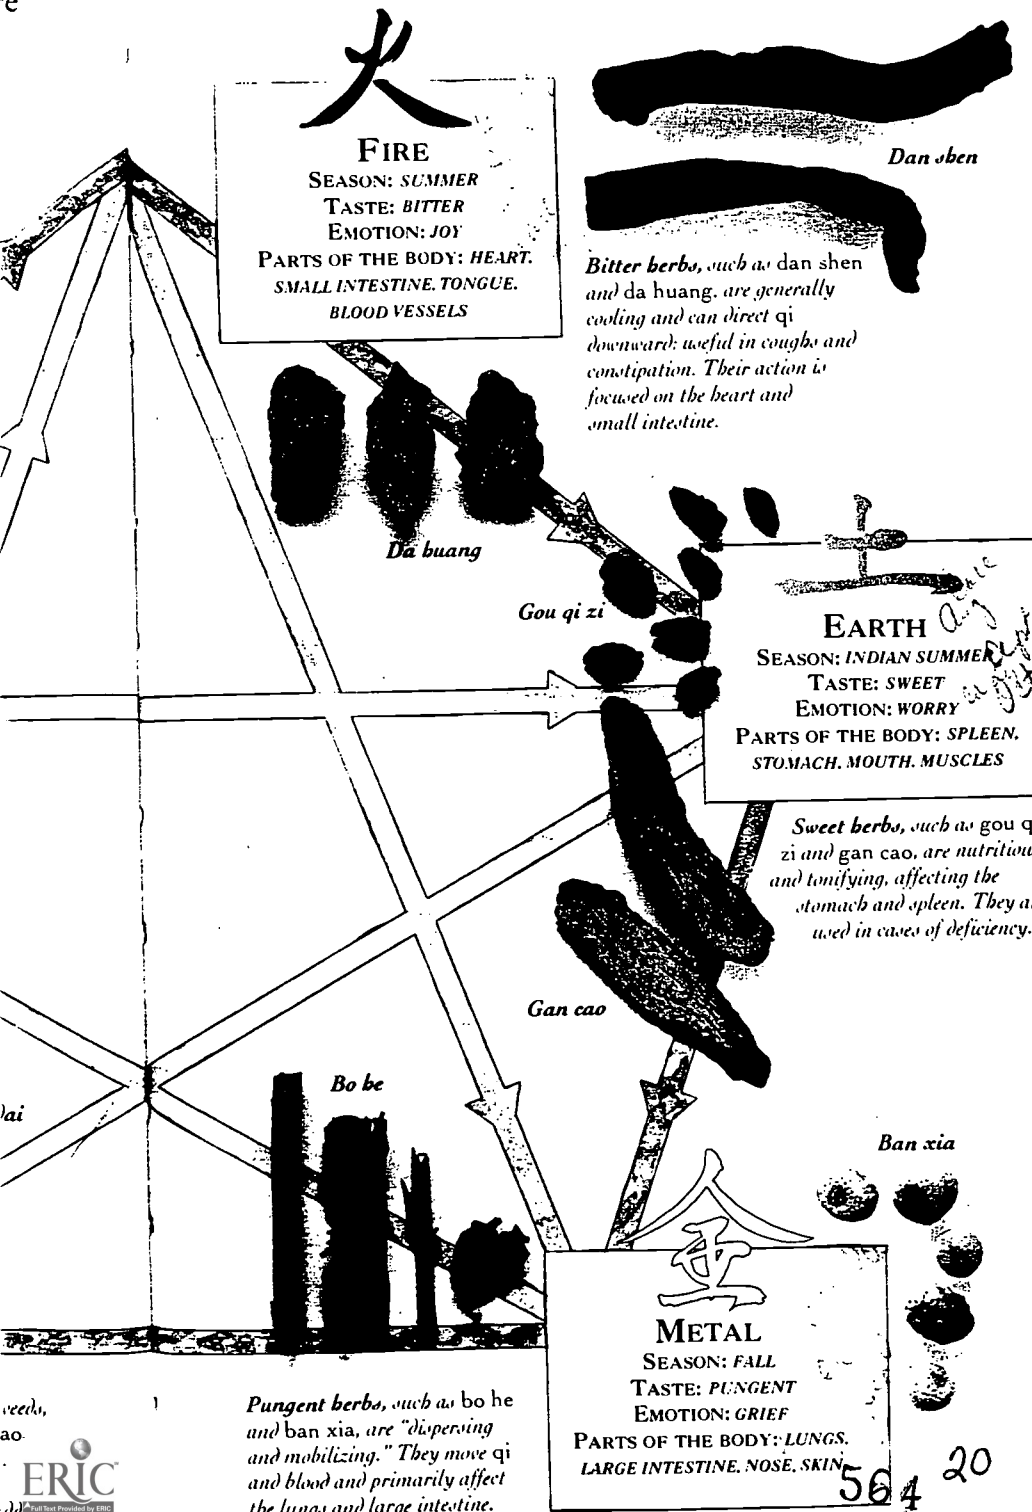 火
FIRE
SEASON: SUMMER
TASTE: BITTER
EMOTION: JOY
PARTS OF THE BODY: HEART,
SMALL INTESTINE, TONGUE,
BLOOD VESSELS
Dan shen
Bitter herbs, such as dan shen
and da huang, are generally
cooling and can direct qi
downward; useful in coughs and
constipation. Their action is
focused on the heart and
small intestine.
Da huang
Gou qi zi
土
EARTH
SEASON: INDIAN SUMMER
TASTE: SWEET
EMOTION: WORRY
PARTS OF THE BODY: SPLEEN,
STOMACH, MOUTH, MUSCLES
Sweet herbs, such as gou q
zi and gan cao, are nutritiou
and tonifying, affecting the
stomach and spleen. They a
used in cases of deficiency.
Gan cao
Bo he
Ban xia
金
METAL
SEASON: FALL
TASTE: PUNGENT
EMOTION: GRIEF
PARTS OF THE BODY: LUNGS,
LARGE INTESTINE, NOSE, SKIN
Pungent herbs, such as bo he
and ban xia, are "dispersing
and mobilizing." They move qi
and blood and primarily affect
the lungs and large intestine.
564 20
ERIC
Full Text Provided by ERIC